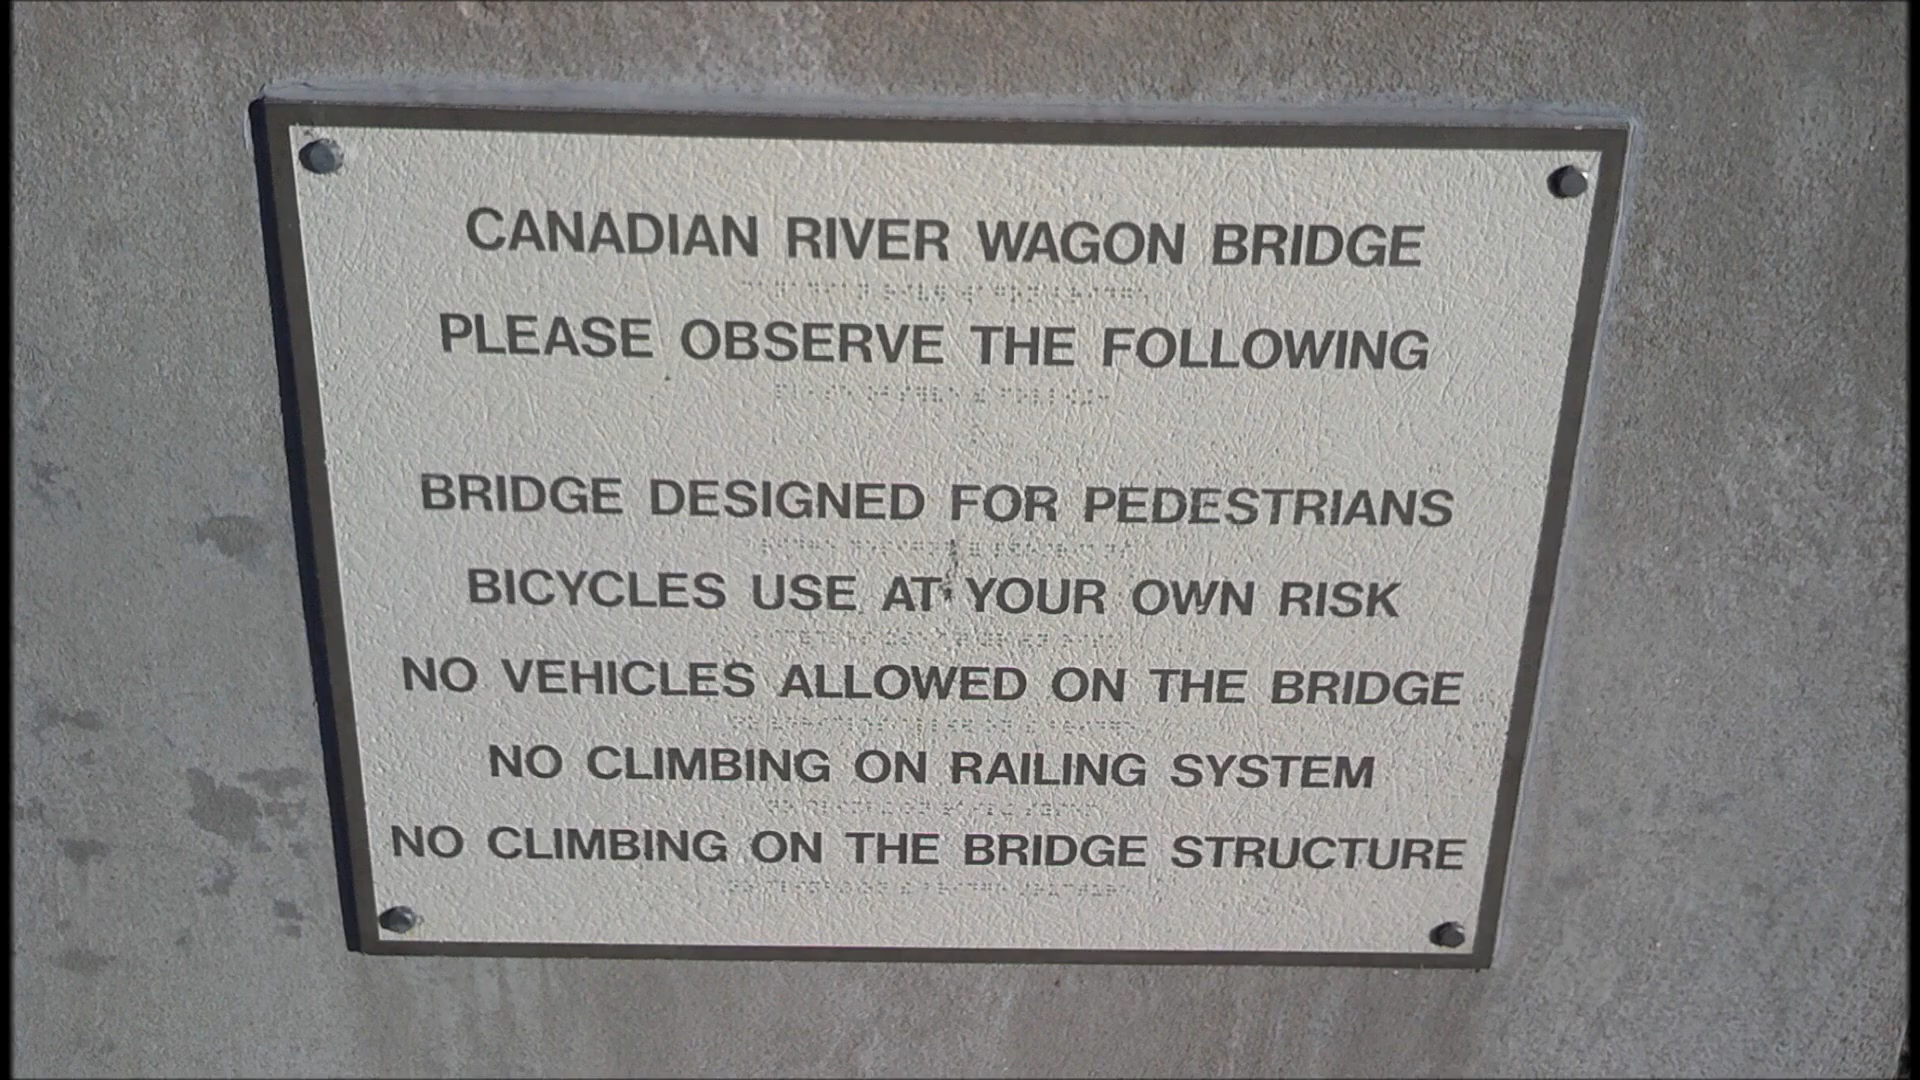 CANADIAN RIVER WAGON BRIDGE
PLEASE OBSERVE THE FOLLOWING
BRIDGE DESIGNED FOR PEDESTRIANS
BICYCLES USE AT YOUR OWN RISK
NO VEHICLES ALLOWED ON THE BRIDGE
NO CLIMBING ON RAILING SYSTEM
NO CLIMBING ON THE BRIDGE STRUCTURE